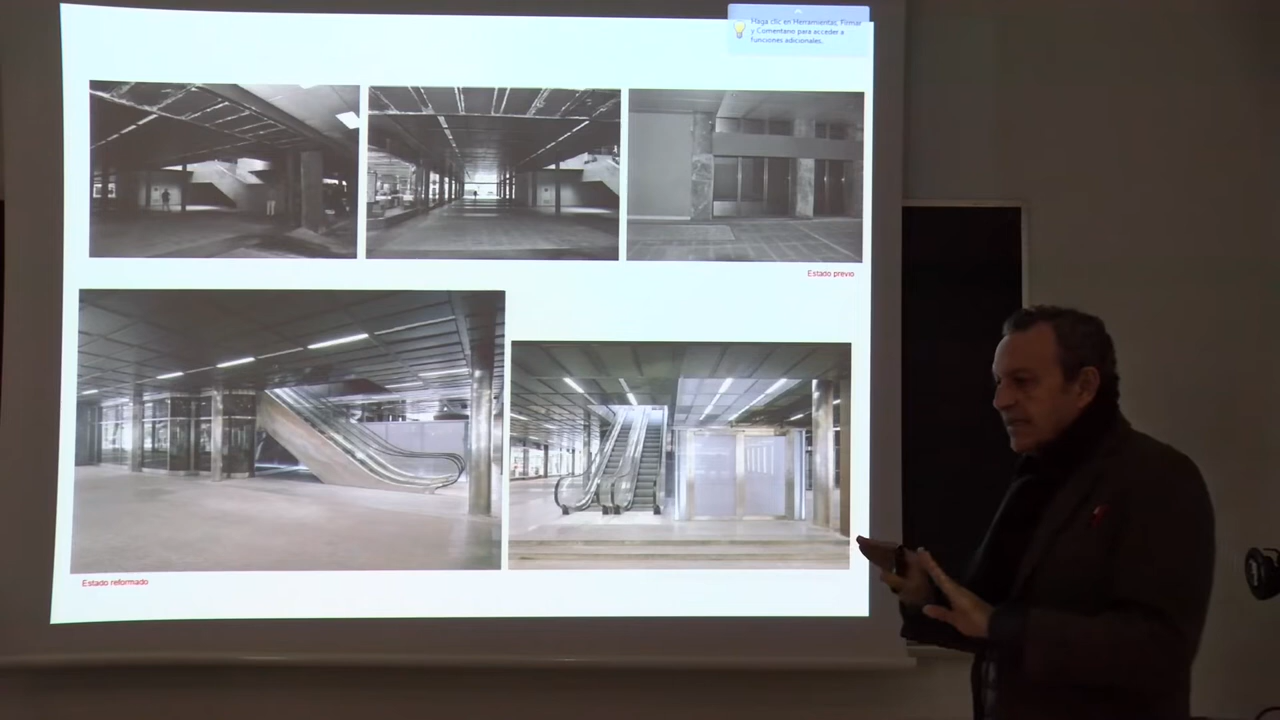 Haga clic en Herramientas, Firmar
y Comentario para acceder a
funciones adicionales.
Estado previo
Estado reformado